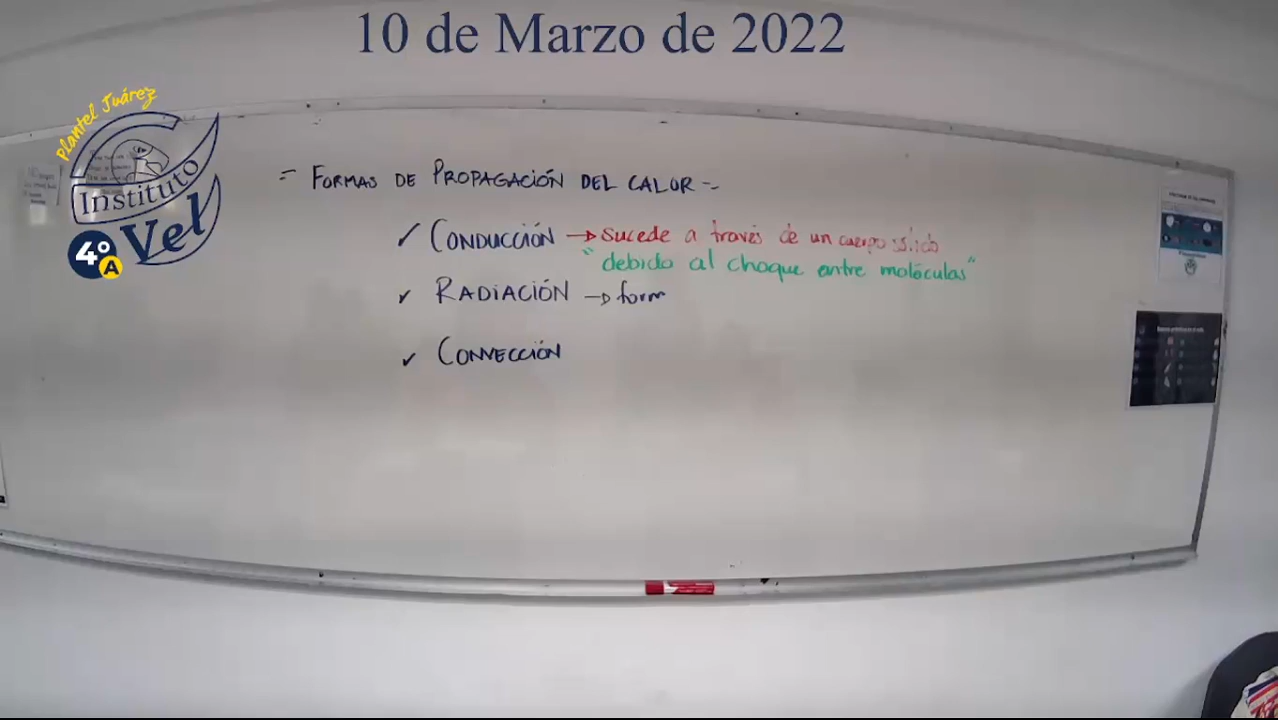 10 de Marzo de 2022
Plantel Juárez
Instituto
Vel
4º
A
= FORMAS DE PROPAGACIÓN DEL CALOR -
✓ CONDUCCIÓN → sucede a través de un cuerpo sólido
"debido al choque entre moléculas"
✓ RADIACIÓN → form
✓ CONVECCIÓN